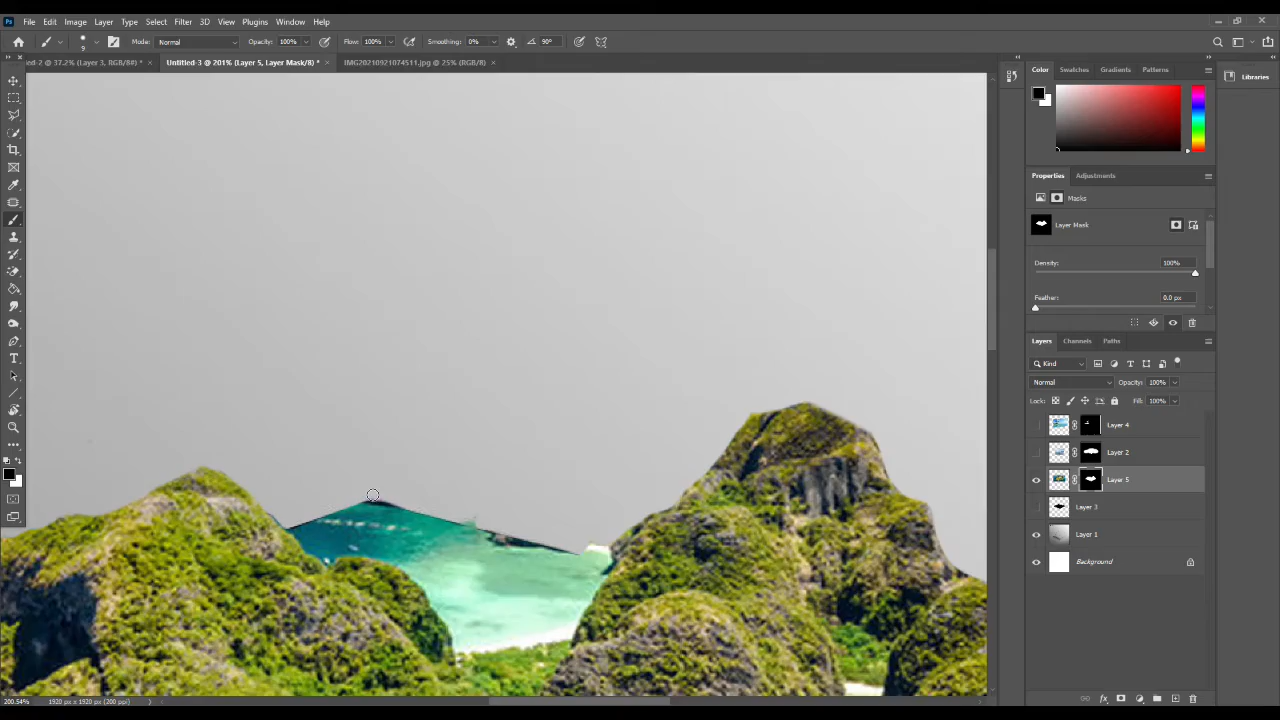 Ps File Edit Image Layer Type Select Filter 3D View Plugins Window Help
9 Mode: Normal Opacity: 100% Flow: 100% Smoothing: 0% 90°
ed-2 @ 37.2% (Layer 3, RGB/8#) * × Untitled-3 @ 201% (Layer 5, Layer Mask/8) * × IMG20210921074511.jpg @ 25% (RGB/8) ×
Color Swatches Gradients Patterns
Libraries
Properties Adjustments
Masks
Layer Mask
Density: 100%
Feather: 0.0 px
Layers Channels Paths
Kind
Normal Opacity: 100%
Lock: Fill: 100%
Layer 4
Layer 2
Layer 5
Layer 3
Layer 1
Background
200.54% 1920 px x 1920 px (200 ppi)